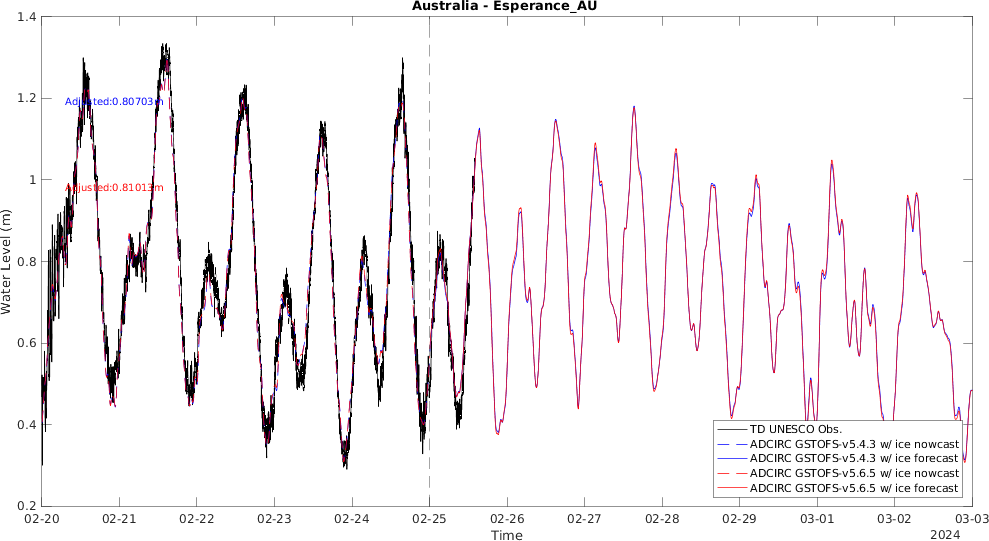 Australia - Esperance_AU
1.4
1.2
1
0.8
0.6
0.4
0.2
Water Level (m)
Adjusted:0.80703m
Adjusted:0.81013m
TD UNESCO Obs.
ADCIRC GSTOFS-v5.4.3 w/ ice nowcast
ADCIRC GSTOFS-v5.4.3 w/ ice forecast
ADCIRC GSTOFS-v5.6.5 w/ ice nowcast
ADCIRC GSTOFS-v5.6.5 w/ ice forecast
02-20 02-21 02-22 02-23 02-24 02-25 02-26 02-27 02-28 02-29 03-01 03-02 03-03
Time
2024